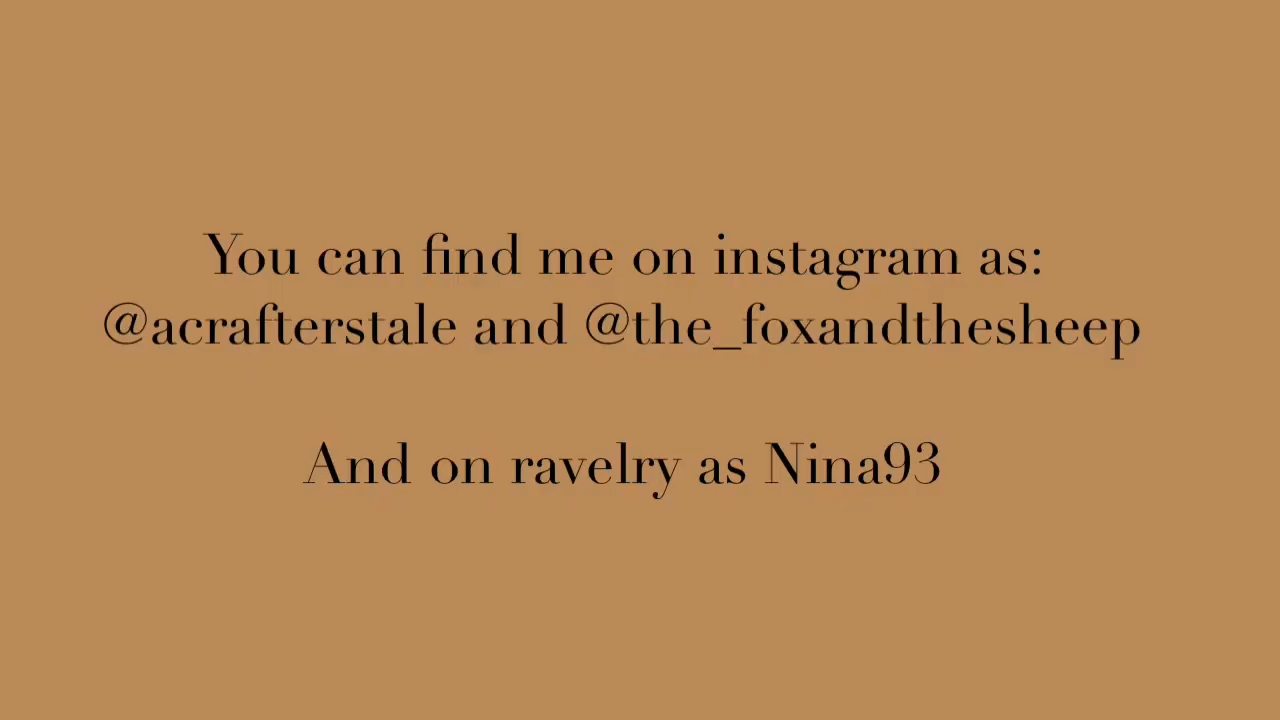 You can find me on instagram as:
@acrafterstale and @the_foxandthesheep
And on ravelry as Nina93